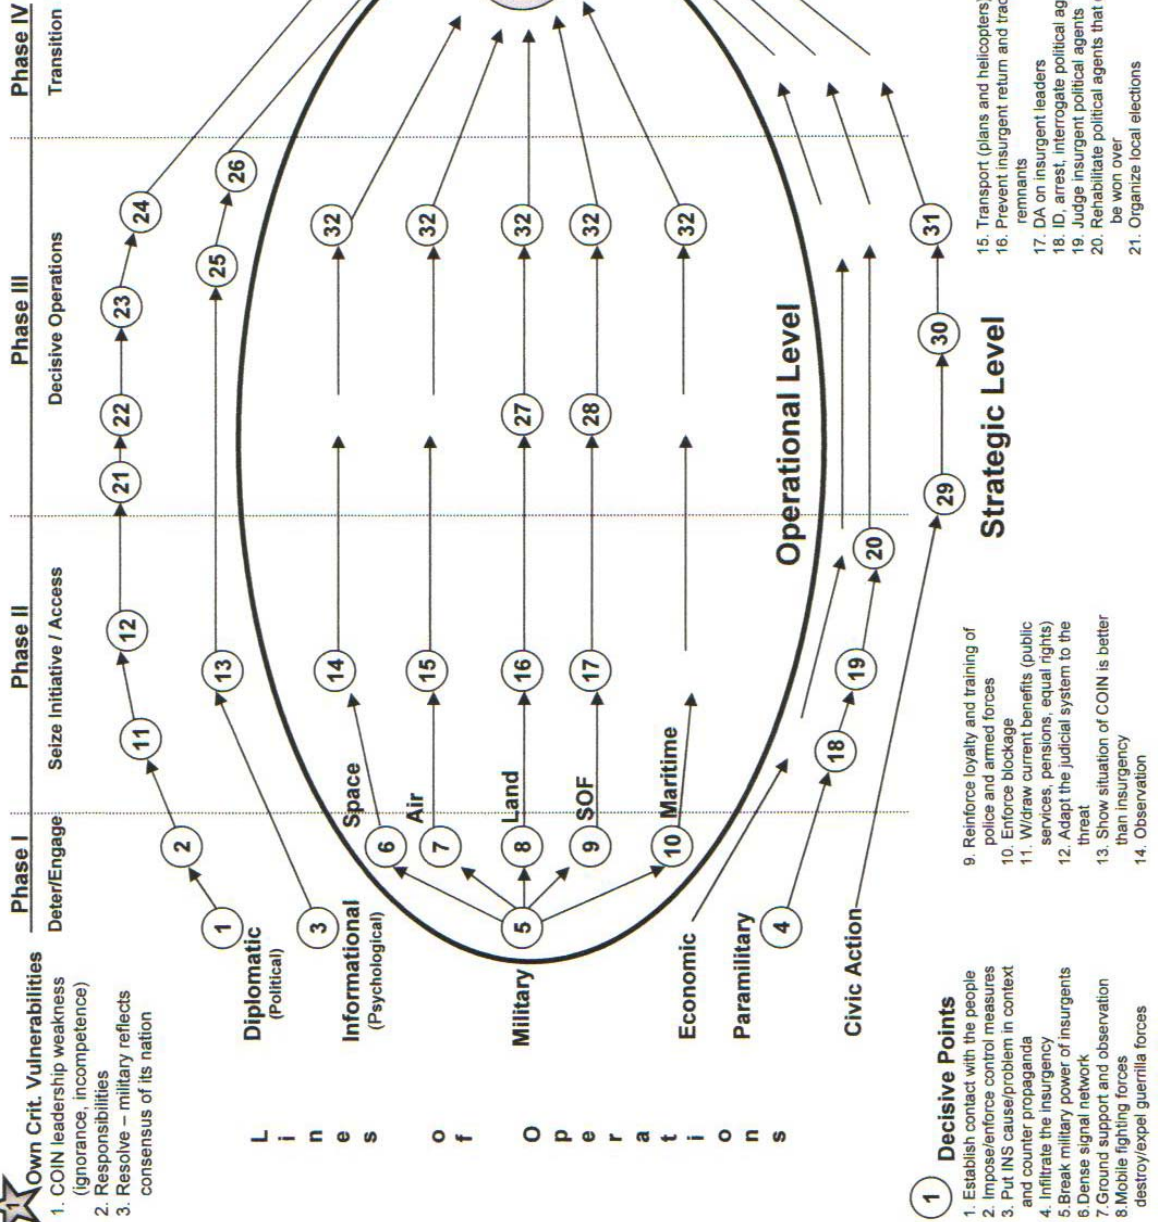 Phase I
Phase II
Phase III
Phase IV
Deter/Engage
Seize Initiative / Access
Decisive Operations
Transition
1
Own Crit. Vulnerabilities
1. COIN leadership weakness
(ignorance, incompetence)
2. Responsibilities
3. Resolve – military reflects
consensus of its nation
Lines of Operations
Diplomatic
(Political)
1
2
11
12
21
22
23
24
Informational
(Psychological)
3
13
25
26
Military
5
Space
6
14
32
Air
7
15
32
Land
8
16
27
32
SOF
9
17
28
32
Maritime
10
32
Operational Level
Economic
Paramilitary
4
18
19
20
Civic Action
29
30
31
Strategic Level
1
Decisive Points
1. Establish contact with the people
2. Impose/enforce control measures
3. Put INS cause/problem in context
and counter propaganda
4. Infiltrate the insurgency
5.Break military power of insurgents
6.Dense signal network
7.Ground support and observation
8.Mobile fighting forces
destroy/expel guerrilla forces
9. Reinforce loyalty and training of
police and armed forces
10. Enforce blockage
11. W/draw current benefits (public
services, pensions, equal rights)
12. Adapt the judicial system to the
threat
13. Show situation of COIN is better
than insurgency
14. Observation
15. Transport (plans and helicopters)
16. Prevent insurgent return and trac
remnants
17. DA on insurgent leaders
18. ID, arrest, interrogate political ag
19. Judge insurgent political agents
20. Rehabilitate political agents that
be won over
21. Organize local elections